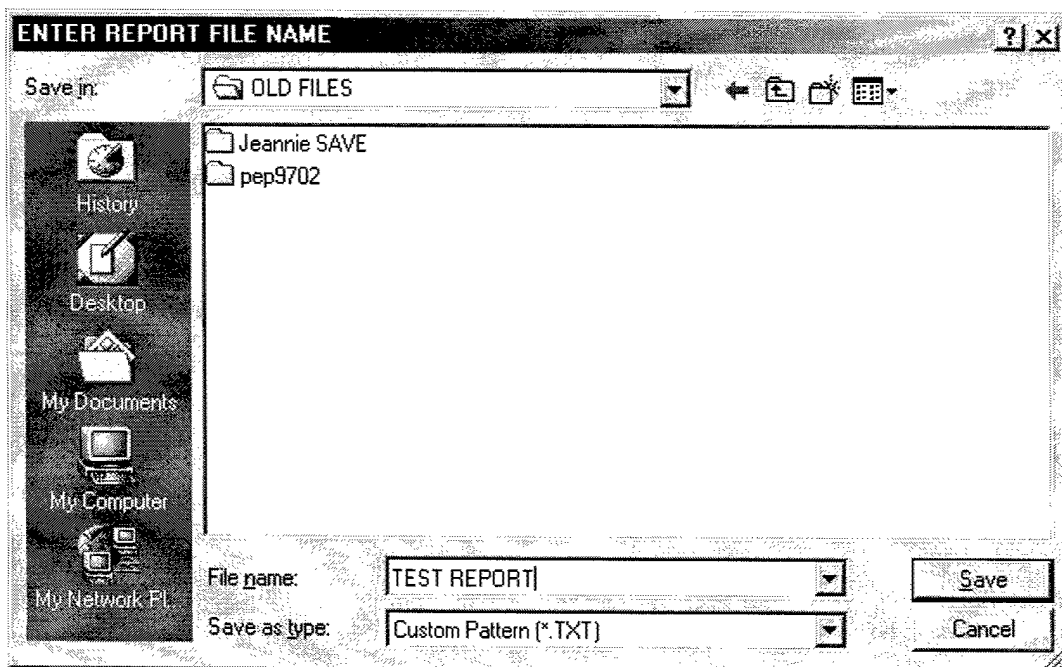 ENTER REPORT FILE NAME
? ×
Save in:
OLD FILES
Jeannie SAVE
pep9702
History
Desktop
My Documents
My Computer
My Network Pl...
File name:
TEST REPORT
Save
Save as type:
Custom Pattern (*.TXT)
Cancel